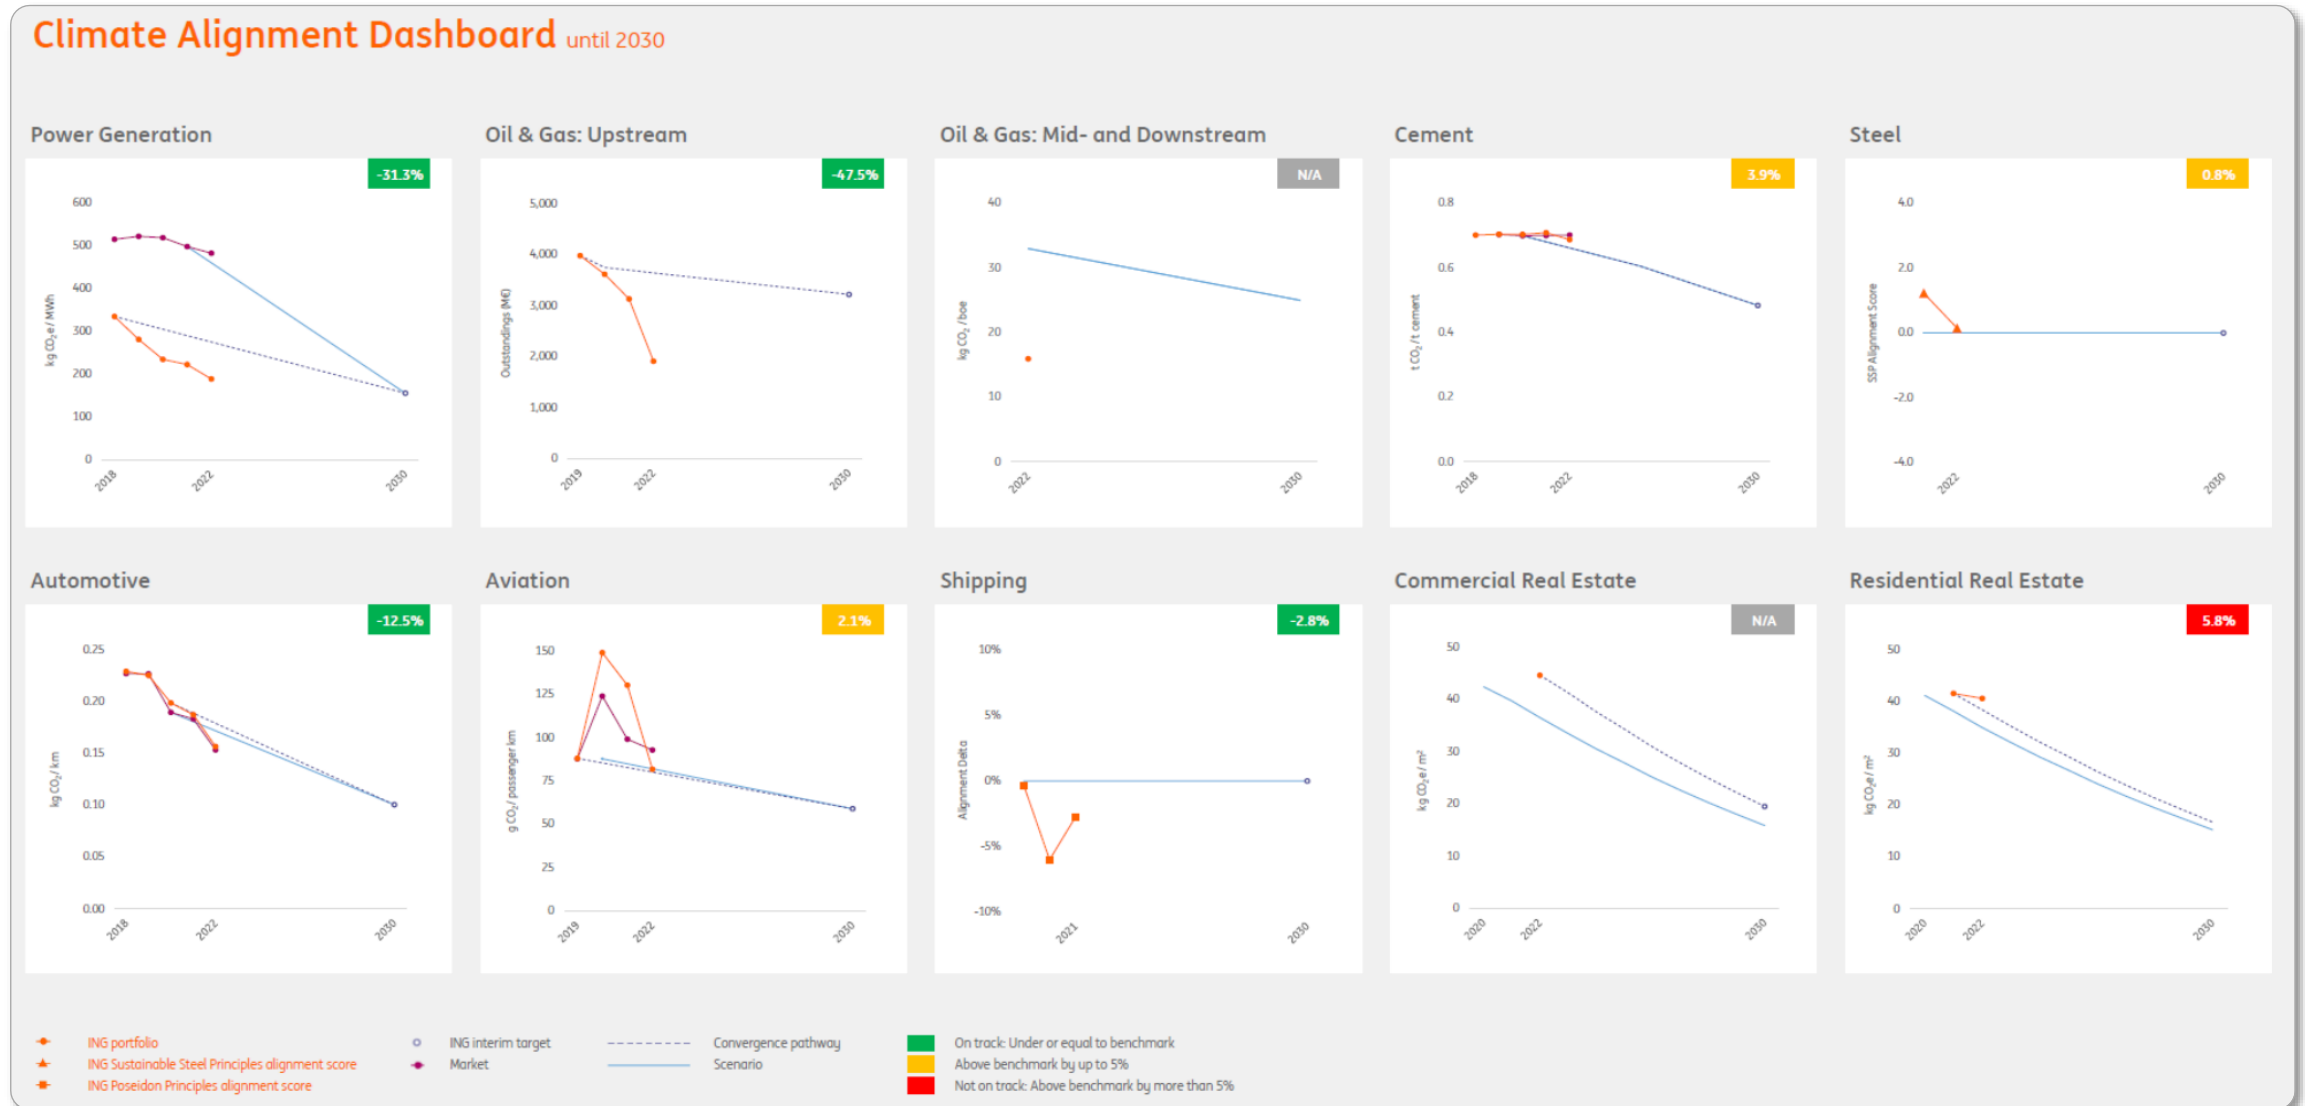 Climate Alignment Dashboard until 2030
Power Generation
-31.3%
600
500
400
300
200
100
0
kg CO₂e / MWh
2018
2022
2030
Oil & Gas: Upstream
-47.5%
5,000
4,000
3,000
2,000
1,000
0
Outstandings (M€)
2019
2022
2030
Oil & Gas: Mid- and Downstream
N/A
40
30
20
10
0
kg CO₂ / boe
2022
2030
Cement
3.9%
0.8
0.6
0.4
0.2
0.0
t CO₂ / t cement
2018
2022
2030
Steel
0.8%
4.0
2.0
0.0
-2.0
-4.0
SSP Alignment Score
2022
2030
Automotive
-12.5%
0.25
0.20
0.15
0.10
0.05
0.00
kg CO₂ / km
2018
2022
2030
Aviation
2.1%
150
125
100
75
50
25
0
g CO₂ / passenger km
2019
2022
2030
Shipping
-2.8%
10%
5%
0%
-5%
-10%
Alignment Delta
2021
2030
Commercial Real Estate
N/A
50
40
30
20
10
0
kg CO₂e / m²
2020
2022
2030
Residential Real Estate
5.8%
50
40
30
20
10
0
kg CO₂e / m²
2020
2022
2030
ING portfolio
ING Sustainable Steel Principles alignment score
ING Poseidon Principles alignment score
ING interim target
Market
Convergence pathway
Scenario
On track: Under or equal to benchmark
Above benchmark by up to 5%
Not on track: Above benchmark by more than 5%